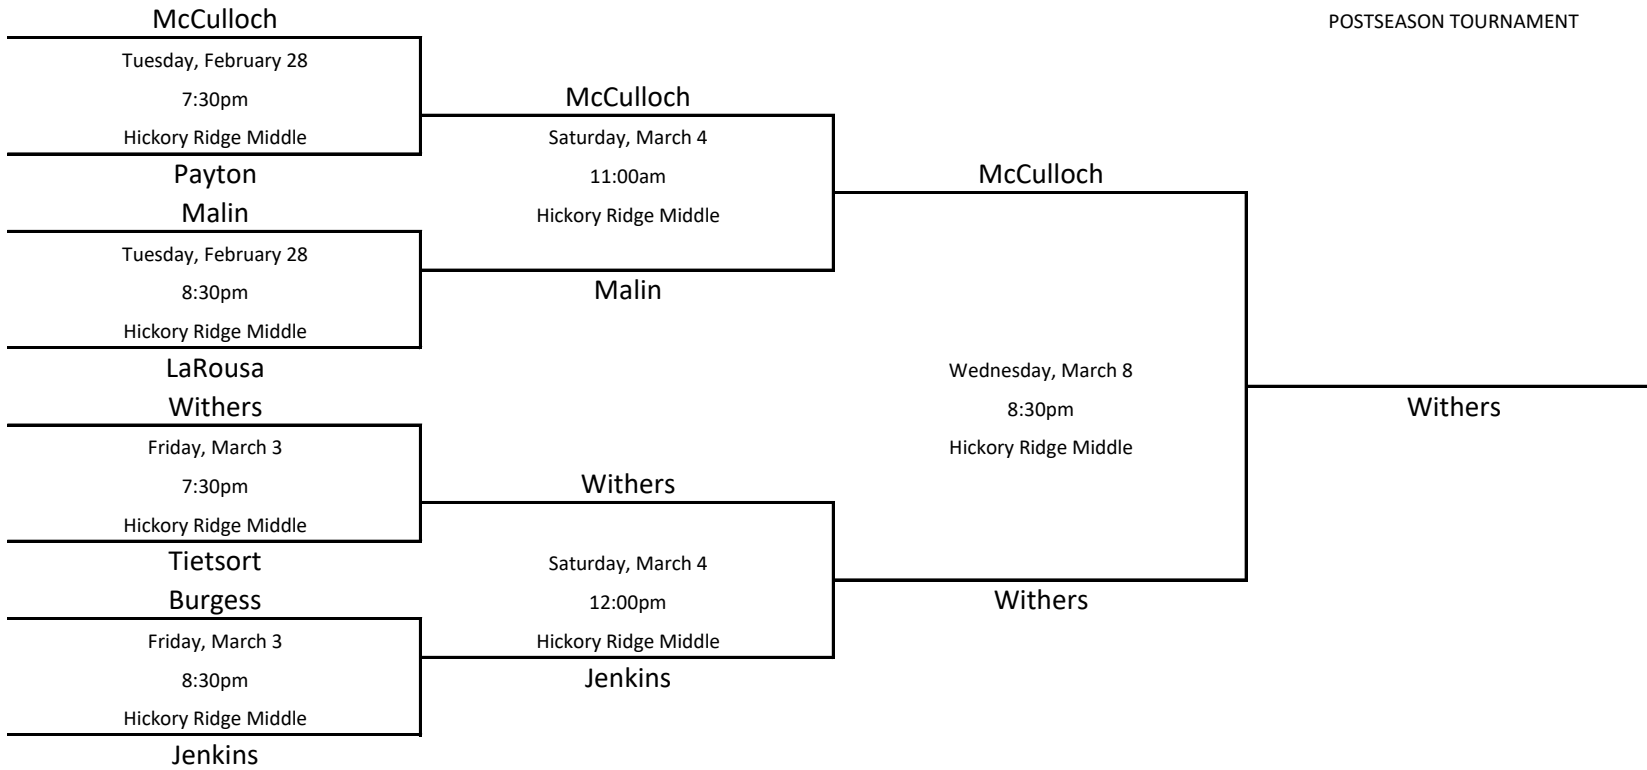 McCulloch
POSTSEASON TOURNAMENT
Tuesday, February 28
7:30pm
Hickory Ridge Middle
Payton
Malin
Tuesday, February 28
8:30pm
Hickory Ridge Middle
LaRousa
Withers
Friday, March 3
7:30pm
Hickory Ridge Middle
Tietsort
Burgess
Friday, March 3
8:30pm
Hickory Ridge Middle
Jenkins
McCulloch
Saturday, March 4
11:00am
Hickory Ridge Middle
Malin
Withers
Saturday, March 4
12:00pm
Hickory Ridge Middle
Jenkins
McCulloch
Wednesday, March 8
8:30pm
Hickory Ridge Middle
Withers
Withers